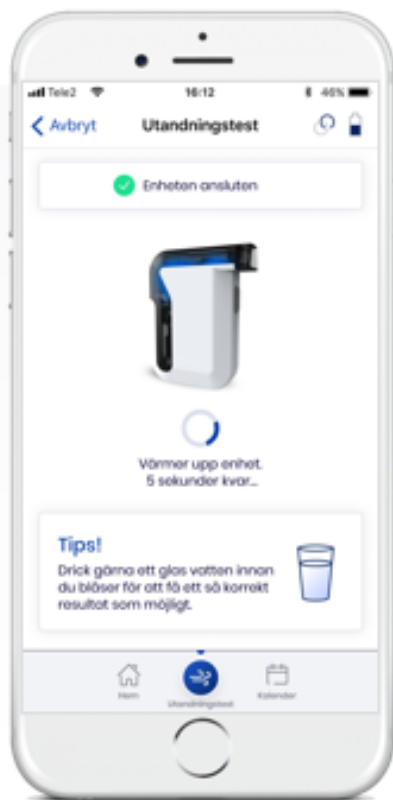 Tele2 16:12 46%
Avbryt Utandningstest
Enheten ansluten
Värmer upp enhet.
5 sekunder kvar...
Tips!
Drick gärna ett glas vatten innan
du blåser för att få ett så korrekt
resultat som möjligt.
Hem Utandningstest Kalender